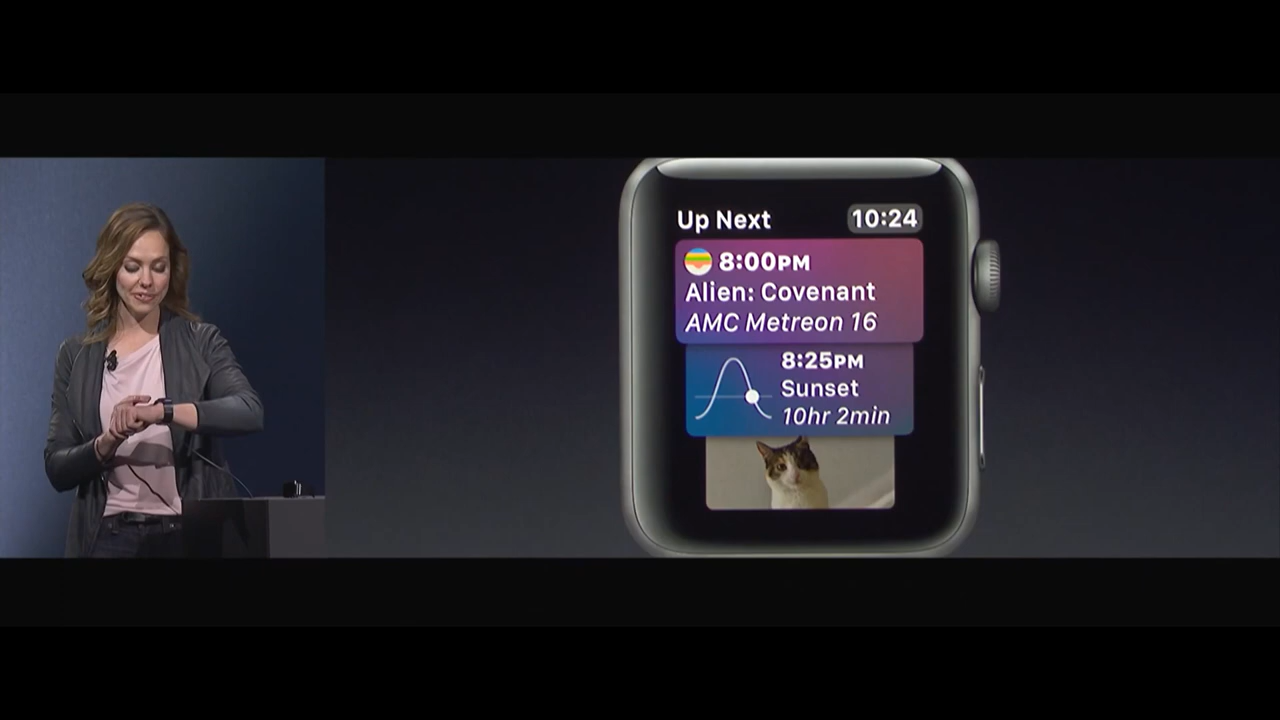 Up Next
10:24
8:00PM
Alien: Covenant
AMC Metreon 16
8:25PM
Sunset
10hr 2min